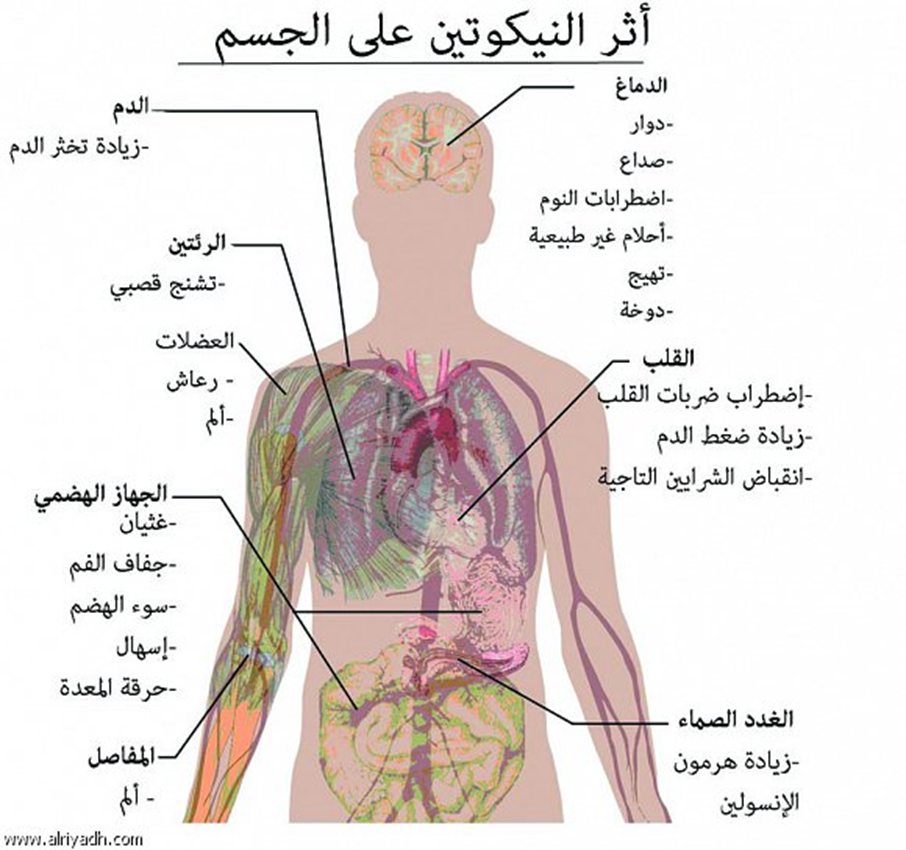 أثر النيكوتين على الجسم
الدماغ
-دوار
-صداع
-اضطرابات النوم
-أحلام غير طبيعية
-تهيج
-دوخة
القلب
-إضطراب ضربات القلب
-زيادة ضغط الدم
-انقباض الشرايين التاجية
الغدد الصماء
-زيادة هرمون
الإنسولين
الدم
-زيادة تخثر الدم
الرئتين
-تشنج قصبي
العضلات
- رعاش
-ألم
الجهاز الهضمي
-غثيان
-جفاف الفم
-سوء الهضم
-إسهال
-حرقة المعدة
المفاصل
- ألم
www.alriyadh.com